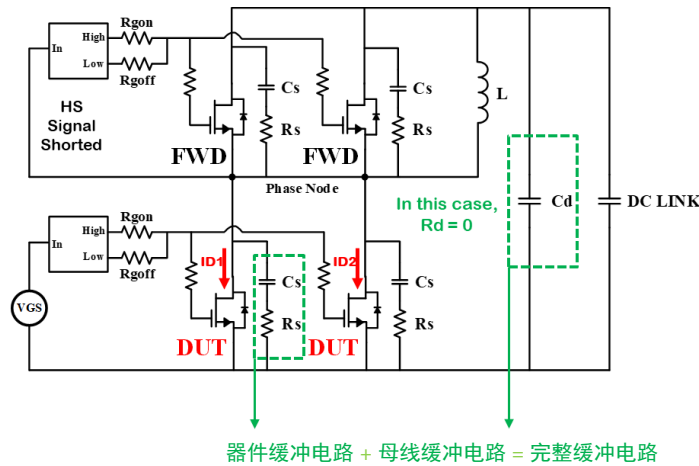 Rgon
In
High
Low
Rgoff
HS
Signal
Shorted
Cs
Rs
FWD
Cs
Rs
FWD
L
Phase Node
In this case,
Rd = 0
Cd
DC LINK
Rgon
In
High
Low
Rgoff
VGS
ID1
Cs
Rs
DUT
ID2
Cs
Rs
DUT
器件缓冲电路 + 母线缓冲电路 = 完整缓冲电路